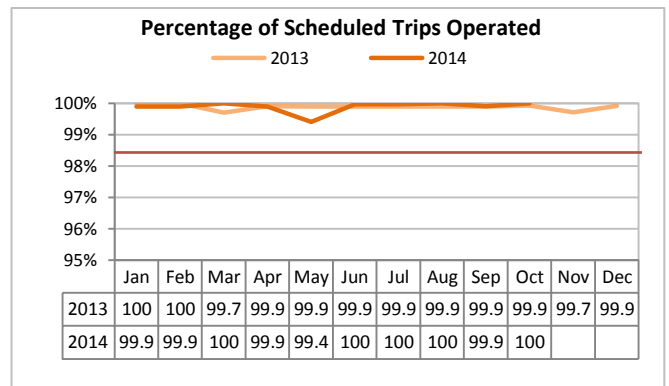 Percentage of Scheduled Trips Operated
2013 2014
100%
99%
98%
97%
96%
95%
Jan Feb Mar Apr May Jun Jul Aug Sep Oct Nov Dec
2013 100 100 99.7 99.9 99.9 99.9 99.9 99.9 99.9 99.9 99.7 99.9
2014 99.9 99.9 100 99.9 99.4 100 100 100 99.9 100